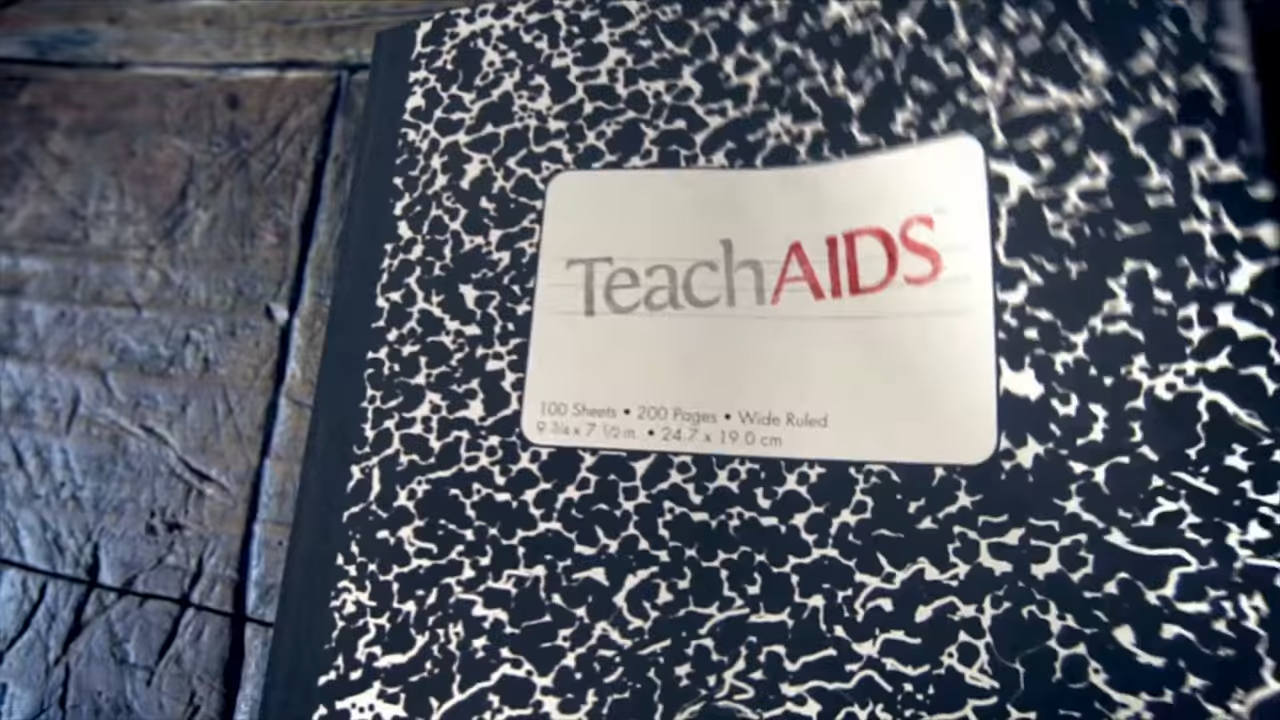 TeachAIDS
100 Sheets • 200 Pages • Wide Ruled
9 3/4 x 7 1/2 in. • 24.7 x 19.0 cm